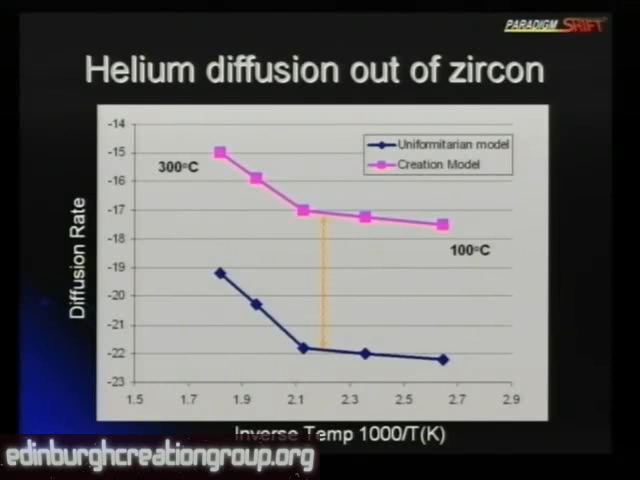 PARADIGM SHIFT
Helium diffusion out of zircon
-14
-15
-16
-17
-18
-19
-20
-21
-22
-23
Diffusion Rate
300°C
Uniformitarian model
Creation Model
100°C
1.5 1.7 1.9 2.1 2.3 2.5 2.7 2.9
Inverse Temp 1000/T(K)
edinburghcreationgroup.org